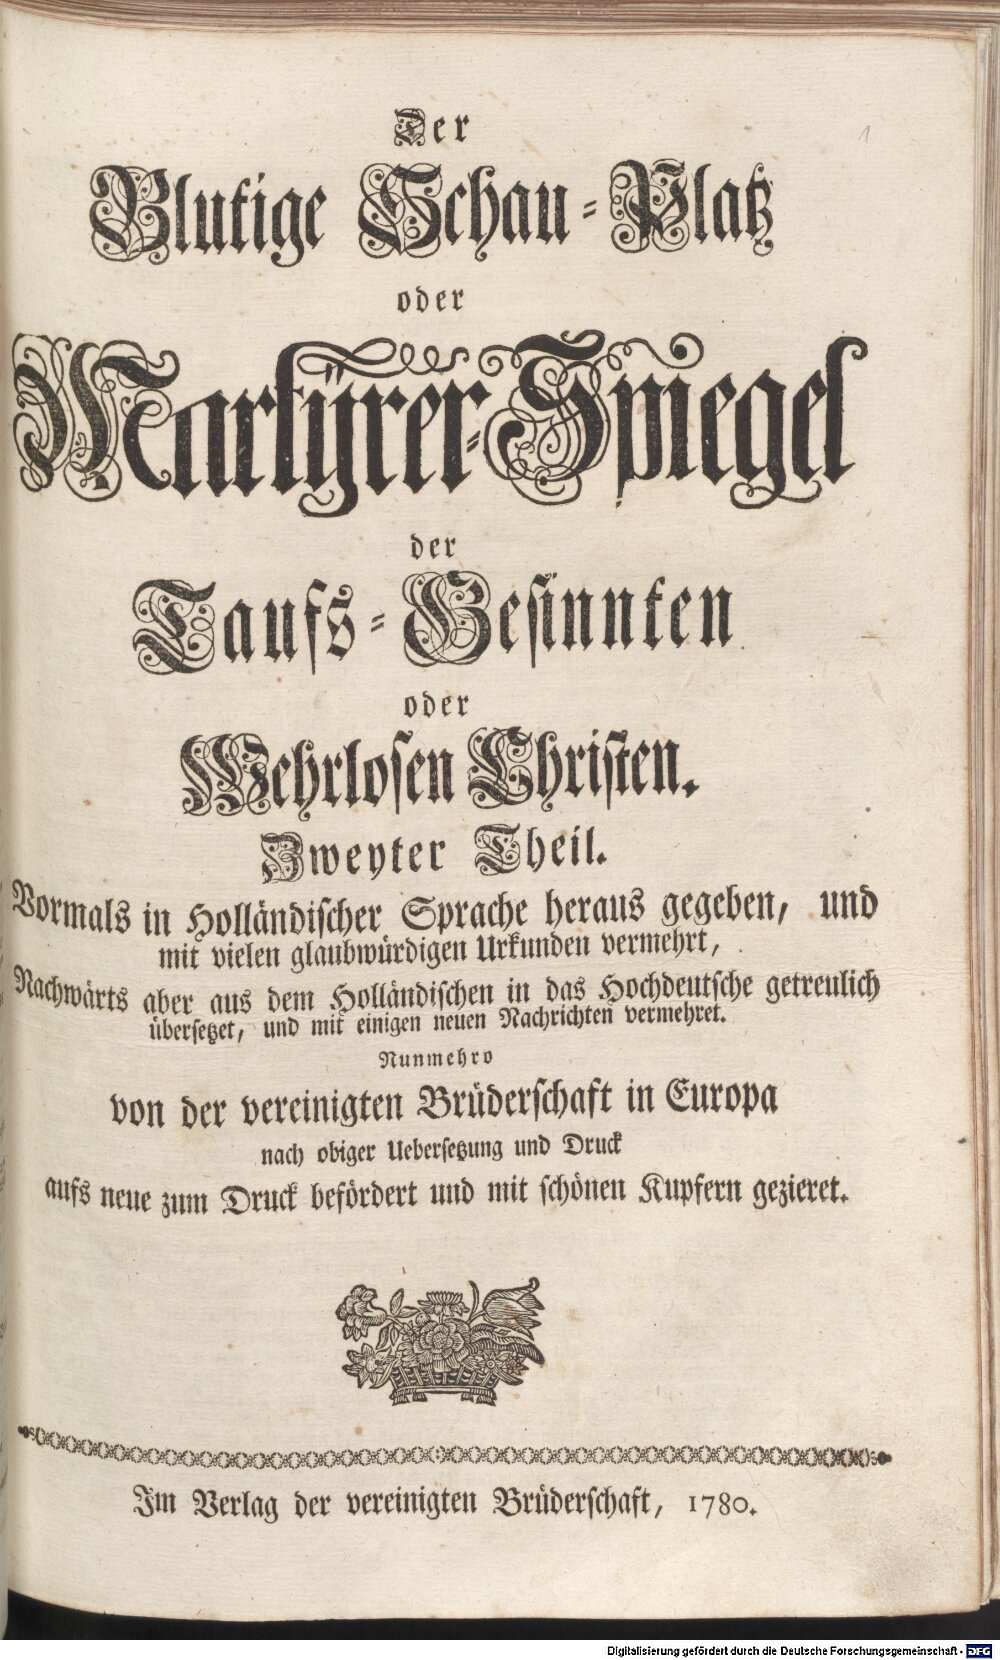 1
Der
Blutige Schau-Platz
oder
Martÿrer-Spiegel
der
Taufs-Gesinnten
oder
Wehrlosen Christen.
Zweyter Theil.
Vormals in Holländischer Sprache heraus gegeben, und
mit vielen glaubwürdigen Urkunden vermehrt,
Nachwärts aber aus dem Holländischen in das Hochdeutsche getreulich
übersetzet, und mit einigen neuen Nachrichten vermehret.
Nunmehro
von der vereinigten Brüderschaft in Europa
nach obiger Uebersetzung und Druck
aufs neue zum Druck befördert und mit schönen Kupfern gezieret.
Im Verlag der vereinigten Brüderschaft, 1780.
Digitalisierung gefördert durch die Deutsche Forschungsgemeinschaft - DFG